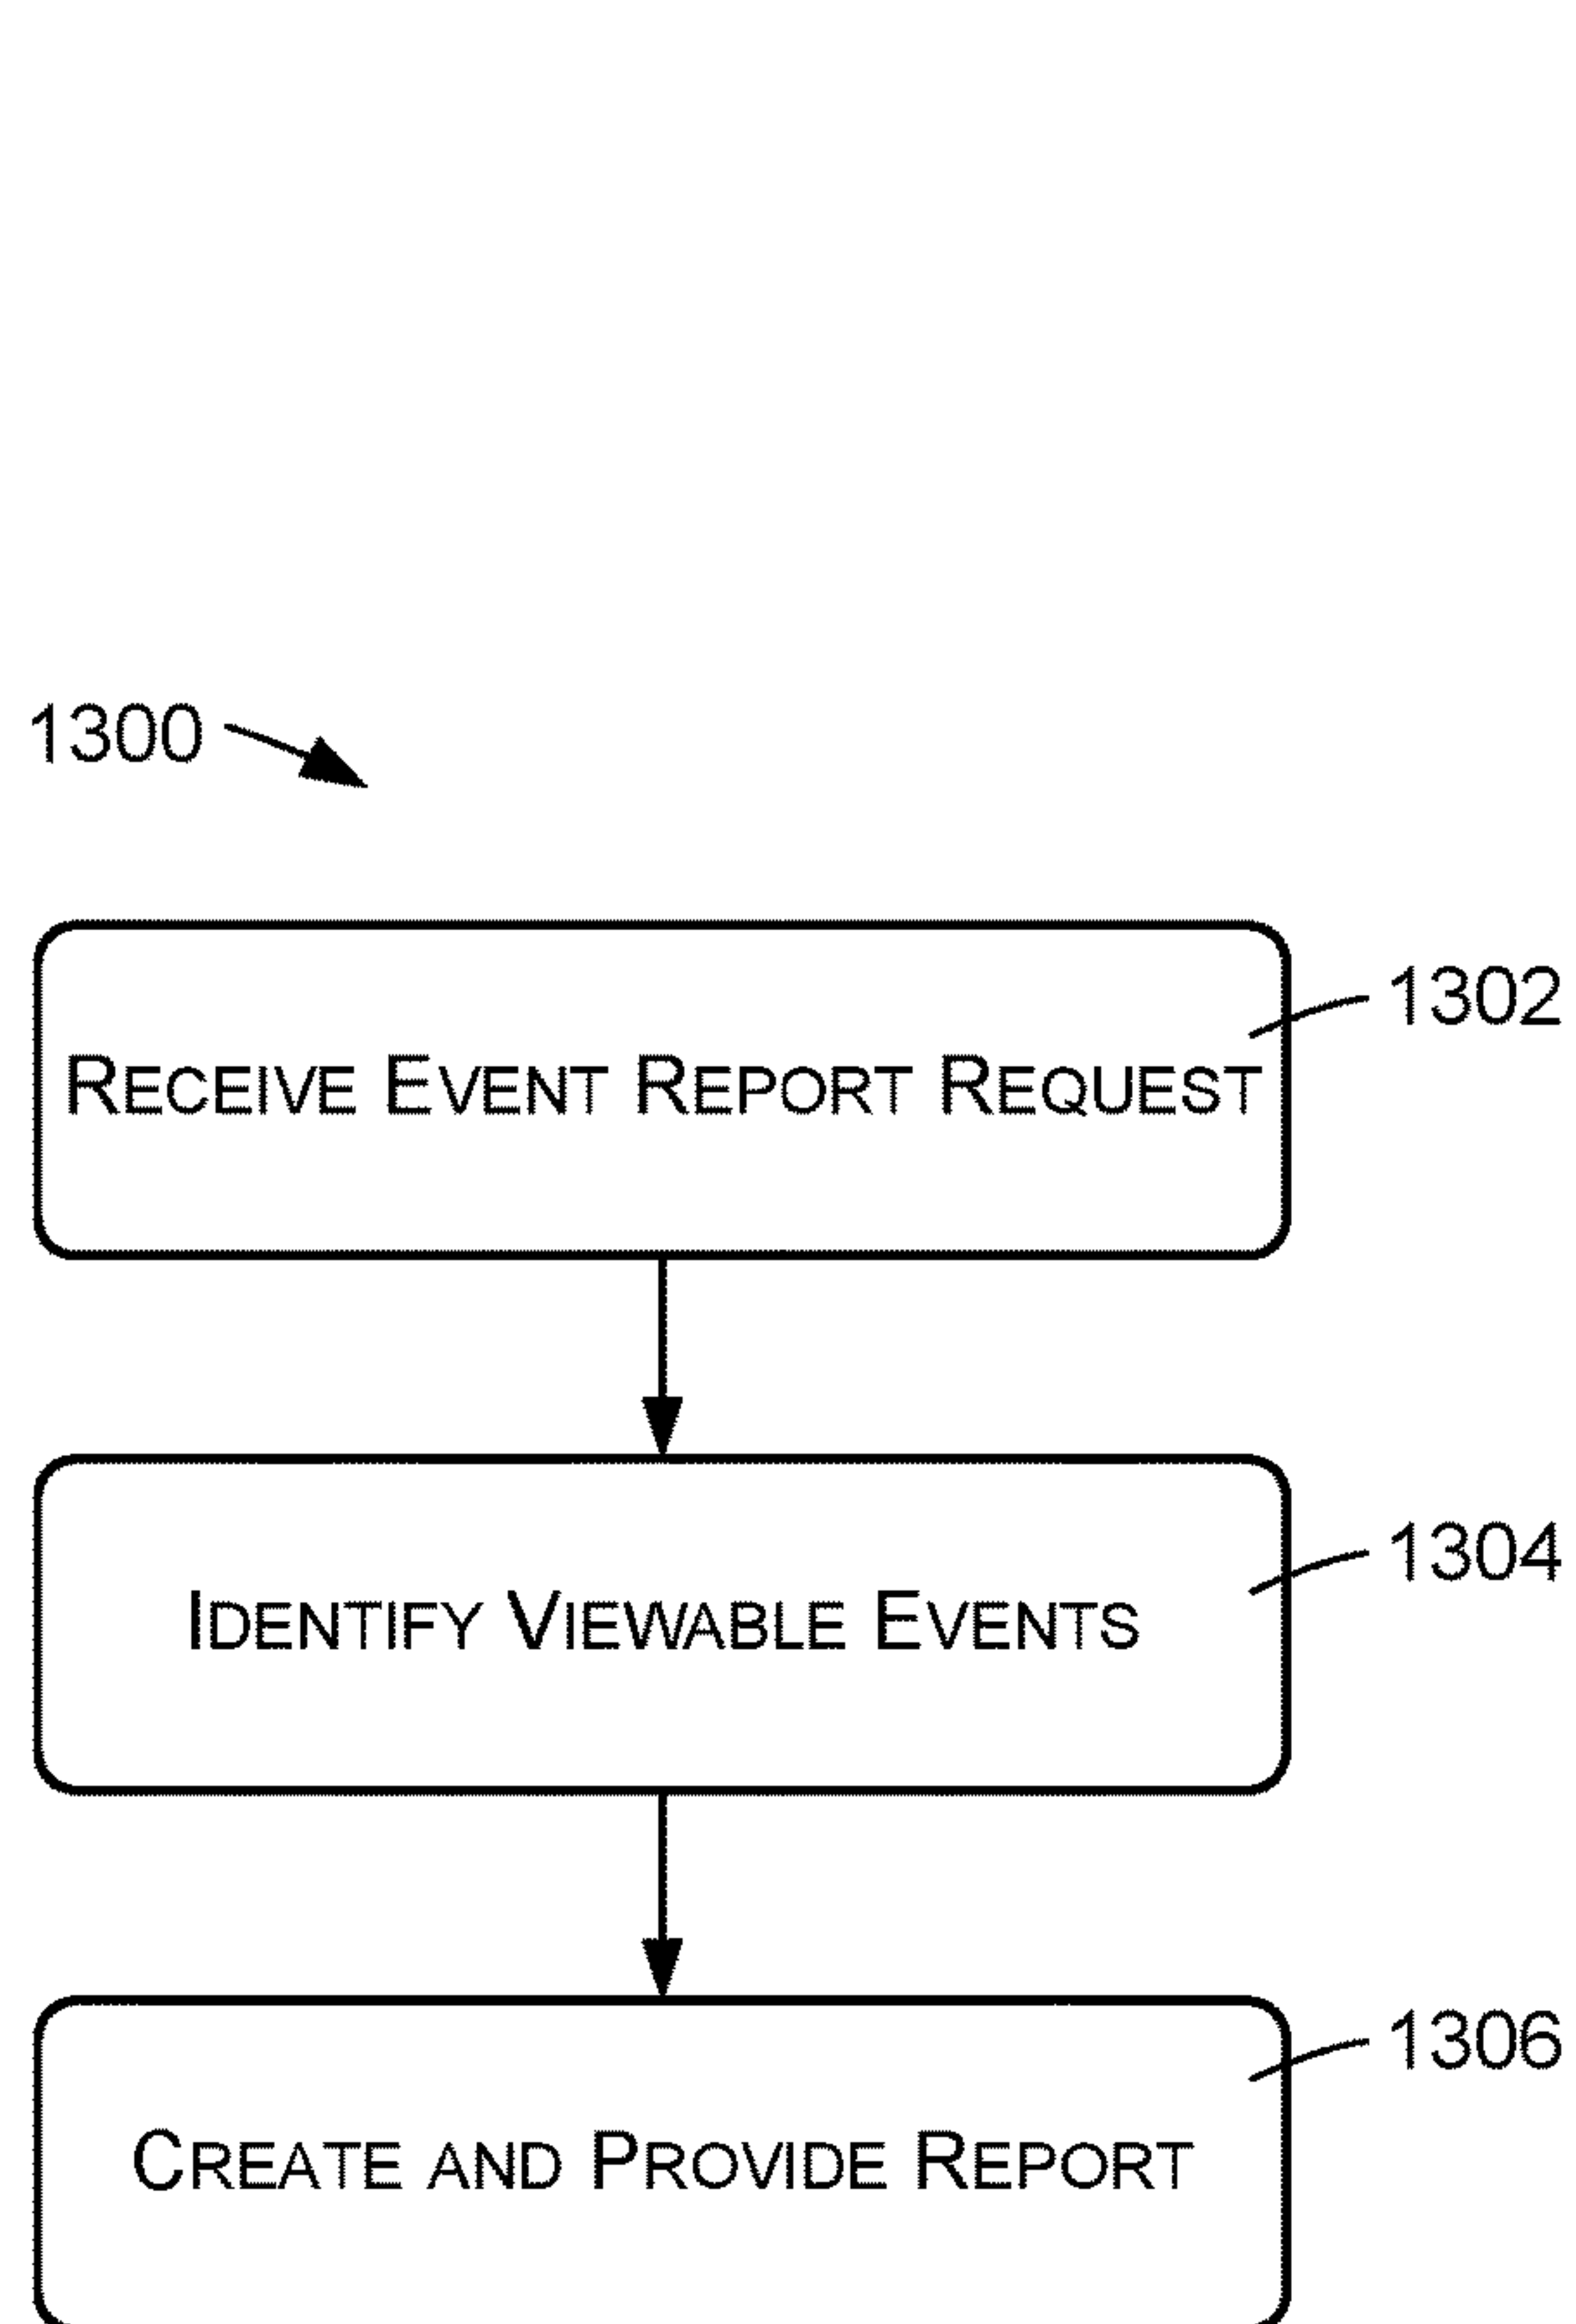 1300
1302
RECEIVE EVENT REPORT REQUEST
1304
IDENTIFY VIEWABLE EVENTS
1306
CREATE AND PROVIDE REPORT